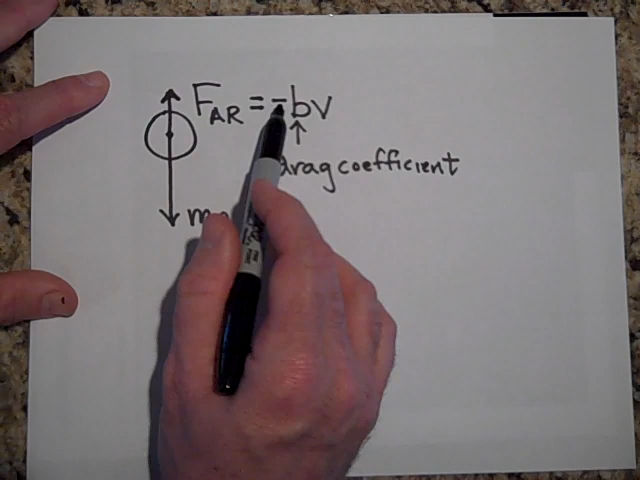 F_AR = -bv
drag coefficient